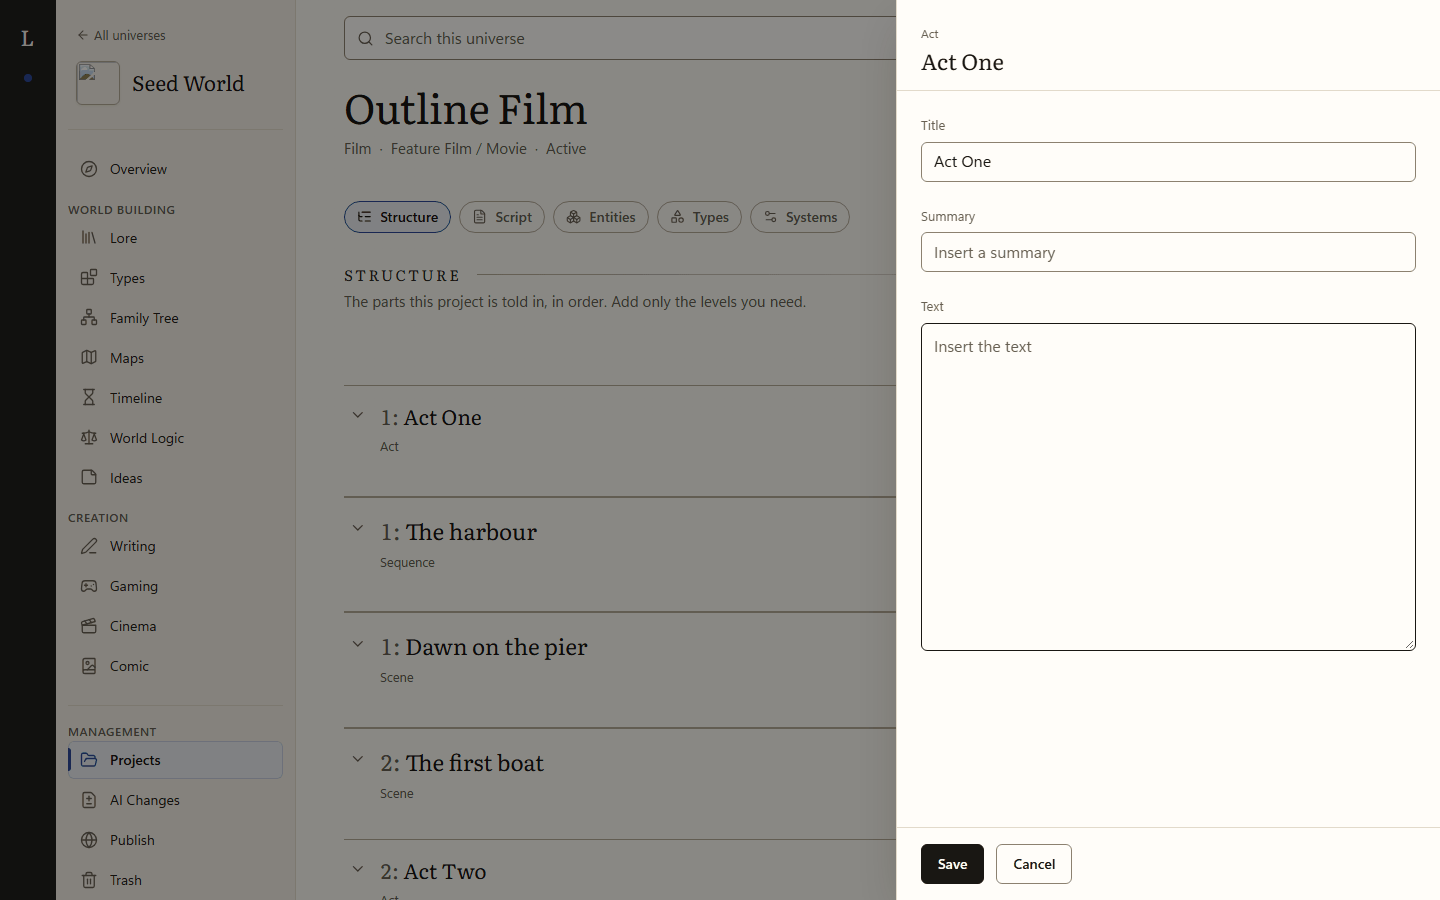 L
All universes
Seed World
Overview
WORLD BUILDING
Lore
Types
Family Tree
Maps
Timeline
World Logic
Ideas
CREATION
Writing
Gaming
Cinema
Comic
MANAGEMENT
Projects
AI Changes
Publish
Trash
Search this universe
Outline Film
Film · Feature Film / Movie · Active
Structure Script Entities Types Systems
STRUCTURE
The parts this project is told in, in order. Add only the levels you need.
1: Act One
Act
1: The harbour
Sequence
1: Dawn on the pier
Scene
2: The first boat
Scene
2: Act Two
Act
Act
Act One
Title
Act One
Summary
Insert a summary
Text
Insert the text
Save Cancel